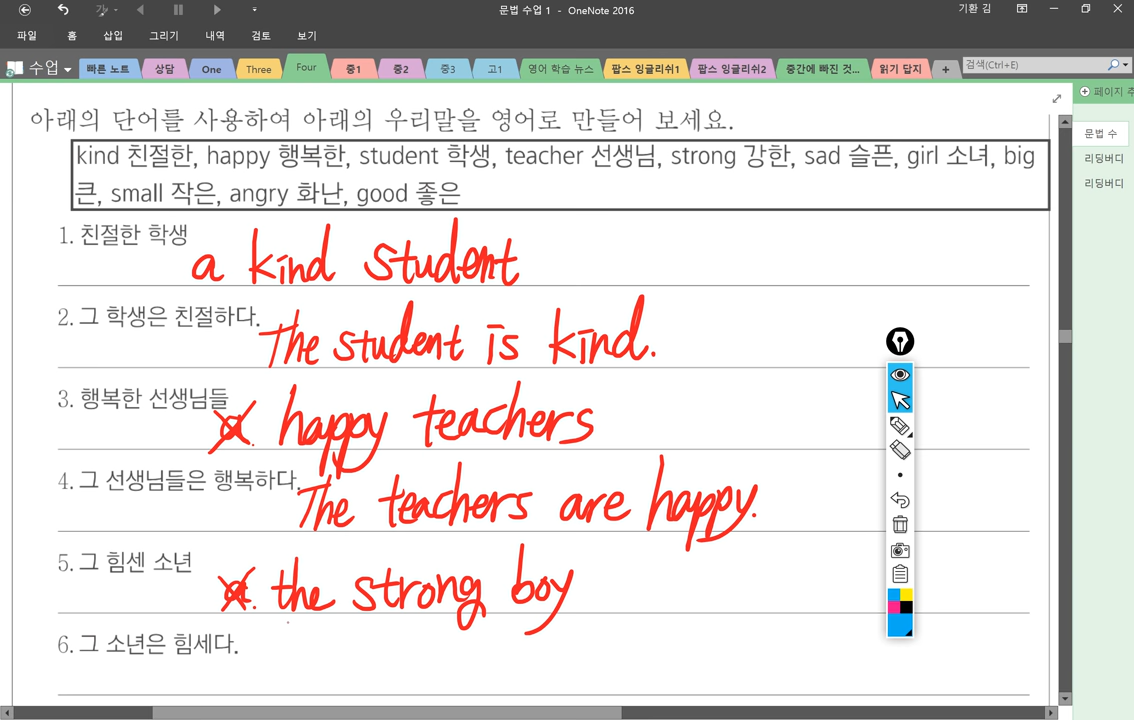 문법 수업 1 - OneNote 2016
기환 김
파일 홈 삽입 그리기 내역 검토 보기
수업 빠른 노트 상담 One Three Four 중1 중2 중3 고1 영어 학습 뉴스 팝스 잉글리쉬1 팝스 잉글리쉬2 중간에 빠진 것... 읽기 답지 + 검색(Ctrl+E)
페이지 추
문법 수
리딩버디
리딩버디
아래의 단어를 사용하여 아래의 우리말을 영어로 만들어 보세요.
kind 친절한, happy 행복한, student 학생, teacher 선생님, strong 강한, sad 슬픈, girl 소녀, big
큰, small 작은, angry 화난, good 좋은
1. 친절한 학생
a kind student
2. 그 학생은 친절하다.
The student is kind.
3. 행복한 선생님들
a. happy teachers
4. 그 선생님들은 행복하다.
The teachers are happy.
5. 그 힘센 소년
a. the strong boy
6. 그 소년은 힘세다.